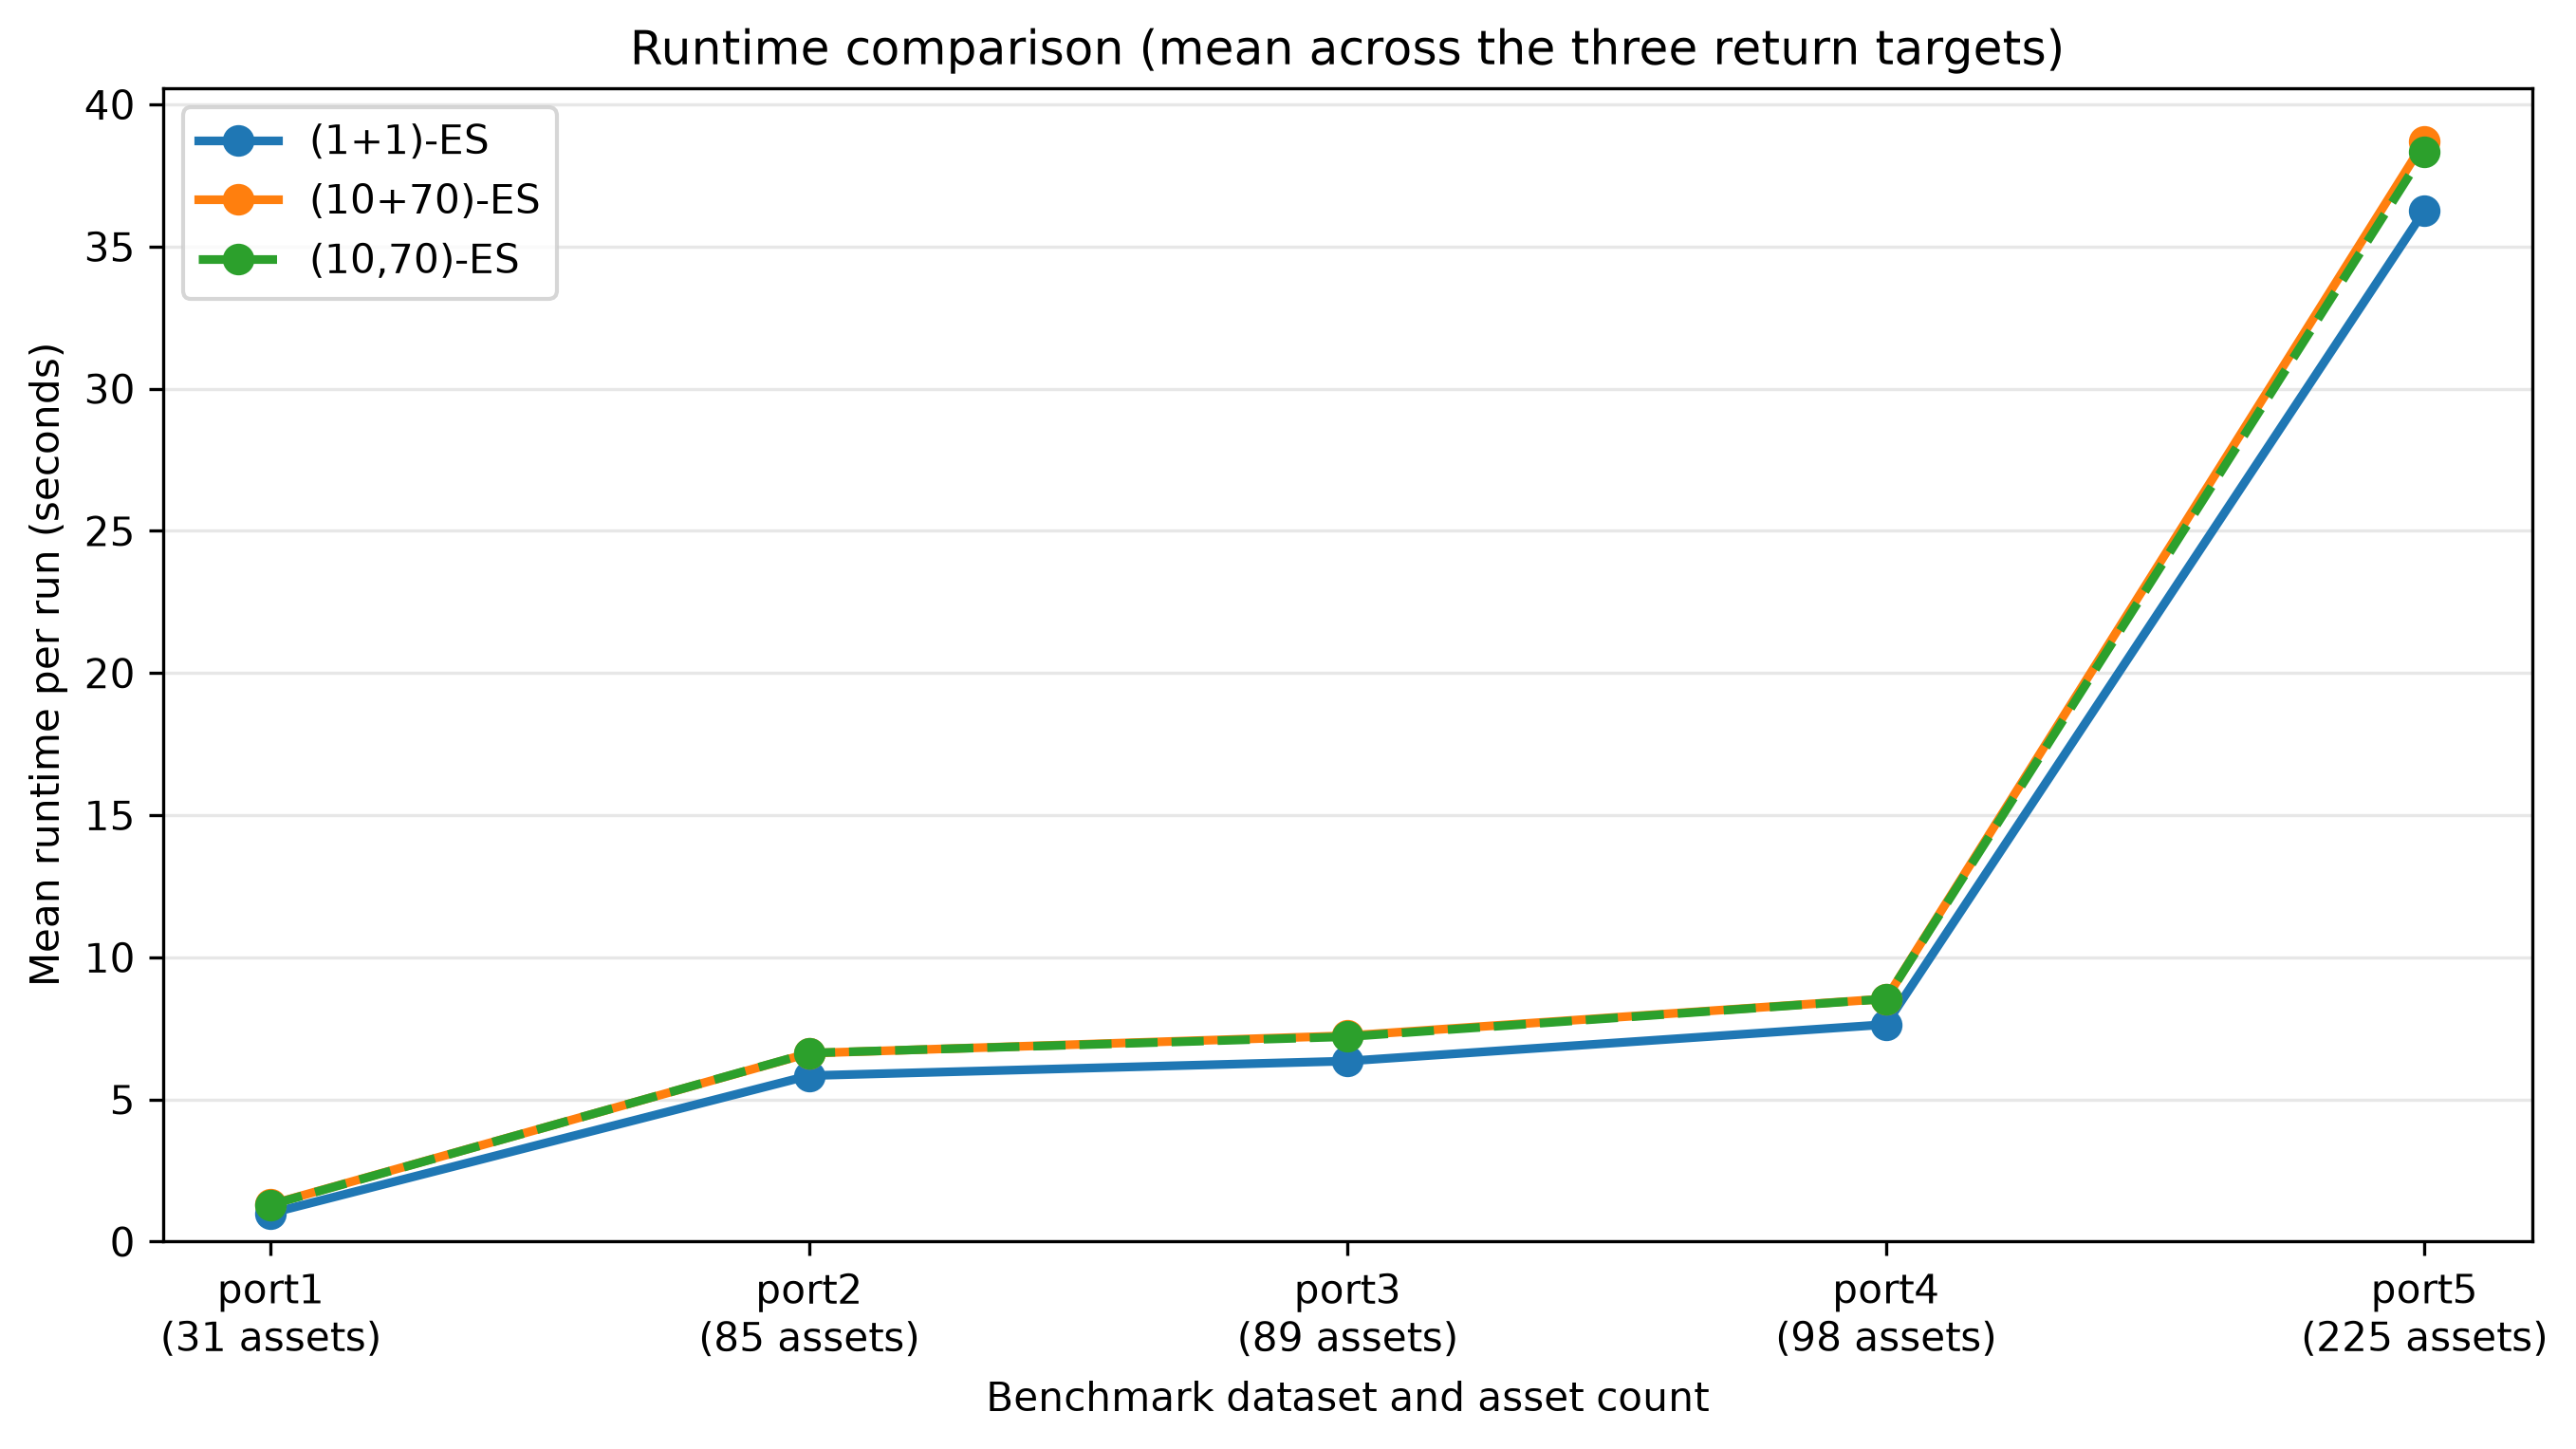 Runtime comparison (mean across the three return targets)
(1+1)-ES
(10+70)-ES
(10,70)-ES
Mean runtime per run (seconds)
40
35
30
25
20
15
10
5
0
port1
(31 assets)
port2
(85 assets)
port3
(89 assets)
port4
(98 assets)
port5
(225 assets)
Benchmark dataset and asset count